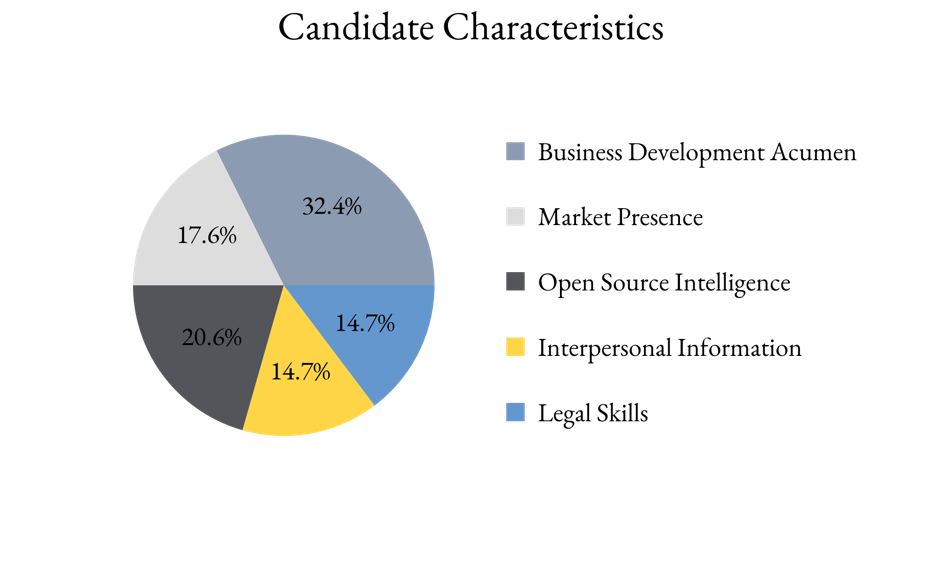 Candidate Characteristics
32.4%
17.6%
20.6%
14.7%
14.7%
Business Development Acumen
Market Presence
Open Source Intelligence
Interpersonal Information
Legal Skills